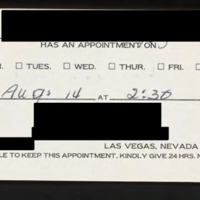 HAS AN APPOINTMENT ON
☐ TUES. ☐ WED. ☐ THUR. ☐ FRI. ☐
Aug. 14 AT 2:30
LAS VEGAS, NEVADA
LE TO KEEP THIS APPOINTMENT, KINDLY GIVE 24 HRS. N